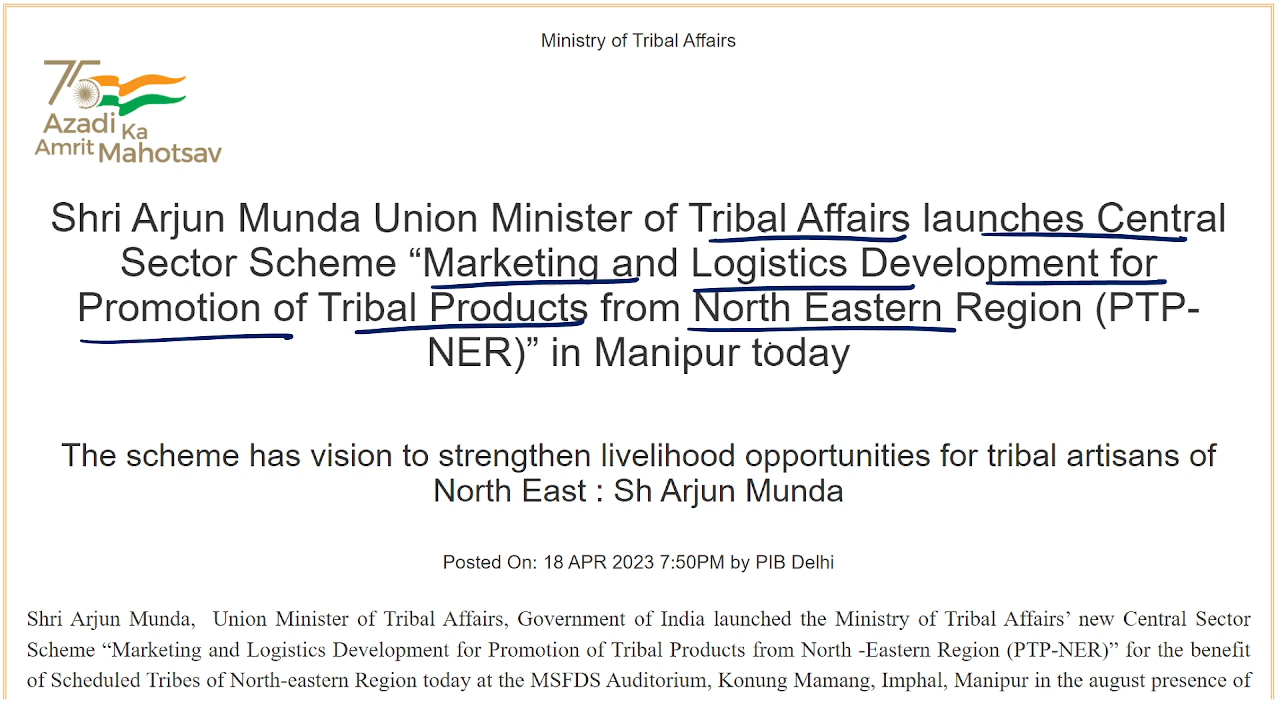 Ministry of Tribal Affairs
75
Azadi Ka
Amrit Mahotsav
Shri Arjun Munda Union Minister of Tribal Affairs launches Central
Sector Scheme “Marketing and Logistics Development for
Promotion of Tribal Products from North Eastern Region (PTP-
NER)” in Manipur today
The scheme has vision to strengthen livelihood opportunities for tribal artisans of
North East : Sh Arjun Munda
Posted On: 18 APR 2023 7:50PM by PIB Delhi
Shri Arjun Munda, Union Minister of Tribal Affairs, Government of India launched the Ministry of Tribal Affairs’ new Central Sector
Scheme “Marketing and Logistics Development for Promotion of Tribal Products from North -Eastern Region (PTP-NER)” for the benefit
of Scheduled Tribes of North-eastern Region today at the MSFDS Auditorium, Konung Mamang, Imphal, Manipur in the august presence of